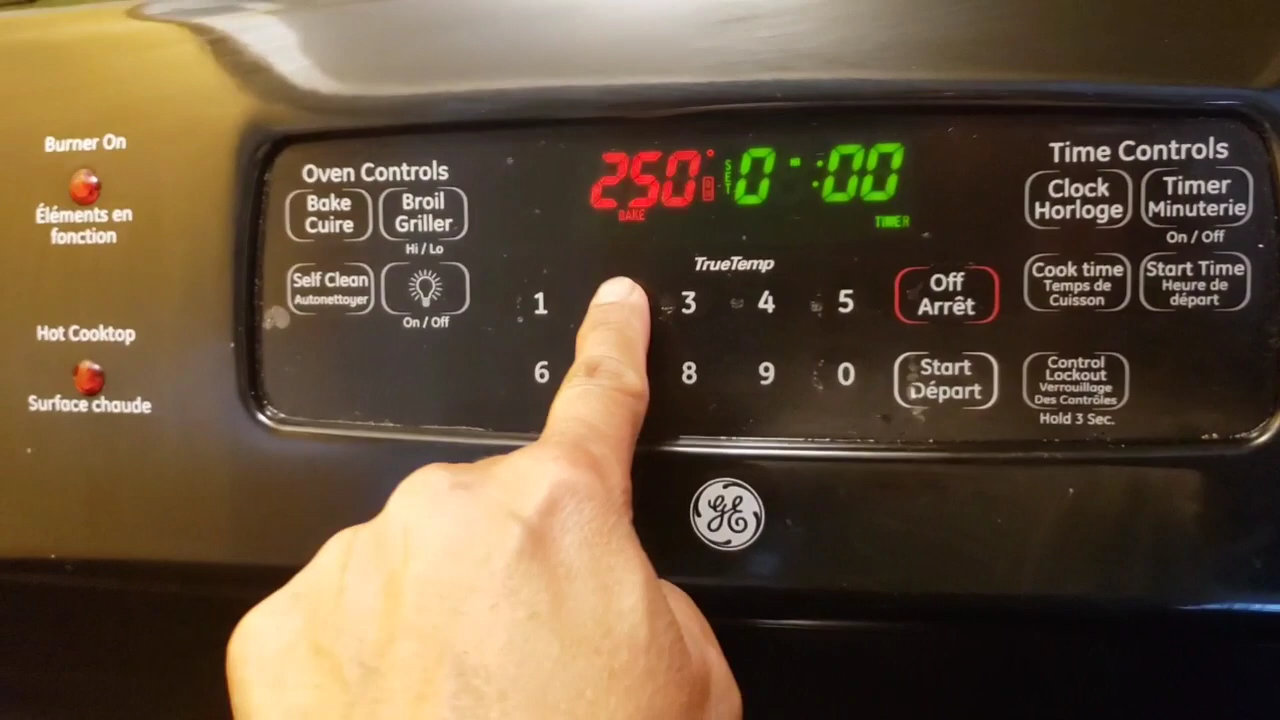 Burner On
Éléments en
fonction
Hot Cooktop
Surface chaude
Oven Controls
Bake
Cuire
Broil
Griller
Hi / Lo
Self Clean
Autonettoyer
On / Off
250°
BAKE
SET
0:00
TIMER
TrueTemp
1 3 4 5
6 8 9 0
Off
Arrêt
Start
Départ
Time Controls
Clock
Horloge
Timer
Minuterie
On / Off
Cook time
Temps de
Cuisson
Start Time
Heure de
départ
Control
Lockout
Verrouillage
Des Contrôles
Hold 3 Sec.
GE